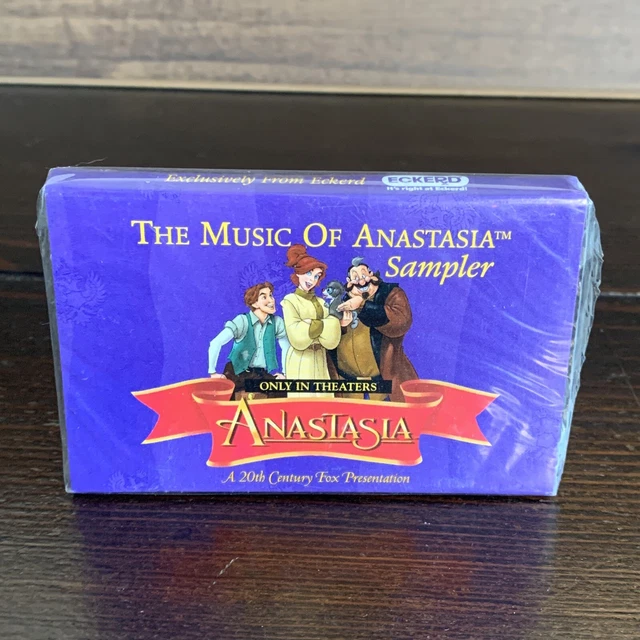 Exclusively From Eckerd
ECKERD
It's right at Eckerd!
THE MUSIC OF ANASTASIA™
Sampler
ONLY IN THEATERS
ANASTASIA
A 20th Century Fox Presentation